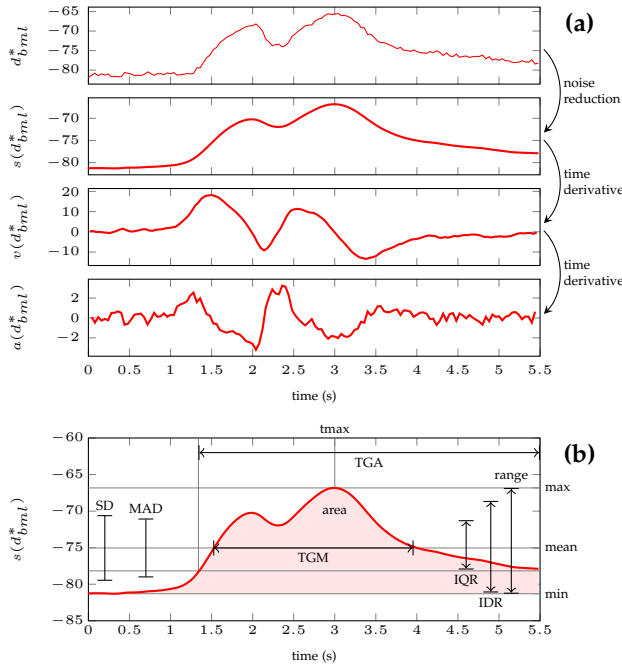 −65
−70
−75
−80
d*bml
(a)
noise
reduction
−70
−75
−80
s(d*bml)
time
derivative
20
10
0
−10
v(d*bml)
time
derivative
2
0
−2
a(d*bml)
0 0.5 1 1.5 2 2.5 3 3.5 4 4.5 5 5.5
time (s)
tmax
−60
(b)
TGA
−65
range
max
SD
MAD
area
−70
s(d*bml)
−75
mean
TGM
IQR
−80
min
IDR
−85
0 0.5 1 1.5 2 2.5 3 3.5 4 4.5 5 5.5
time (s)